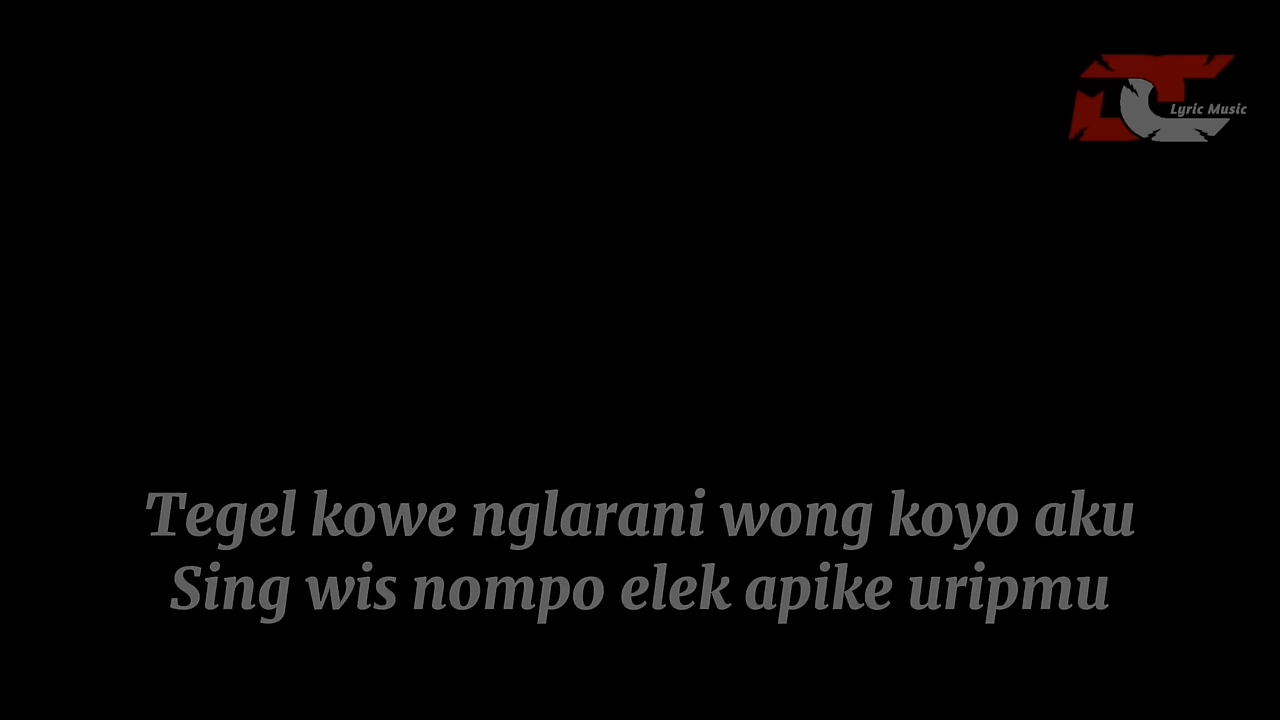 Lyric Music
Tegel kowe nglarani wong koyo aku
Sing wis nompo elek apike uripmu